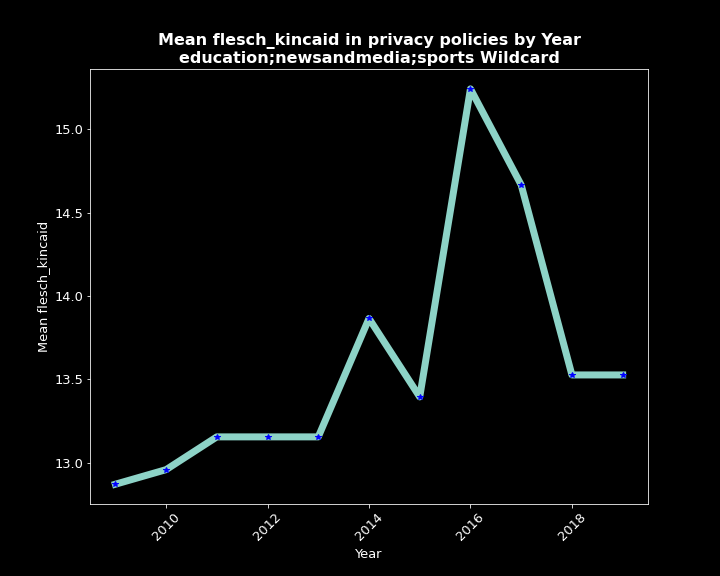 Mean flesch_kincaid in privacy policies by Year
education;newsandmedia;sports Wildcard
15.0
14.5
14.0
13.5
13.0
Mean flesch_kincaid
2010
2012
2014
2016
2018
Year